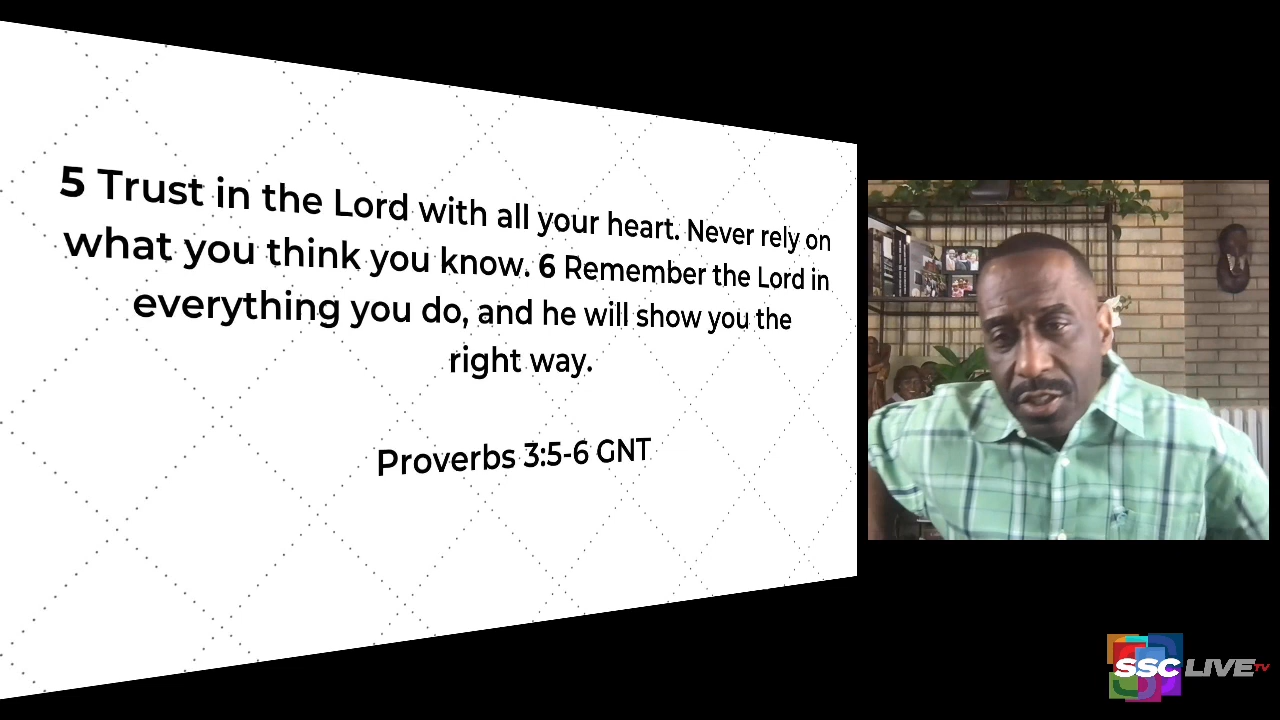 5 Trust in the Lord with all your heart. Never rely on
what you think you know. 6 Remember the Lord in
everything you do, and he will show you the
right way.
Proverbs 3:5-6 GNT
SSC LIVE TV